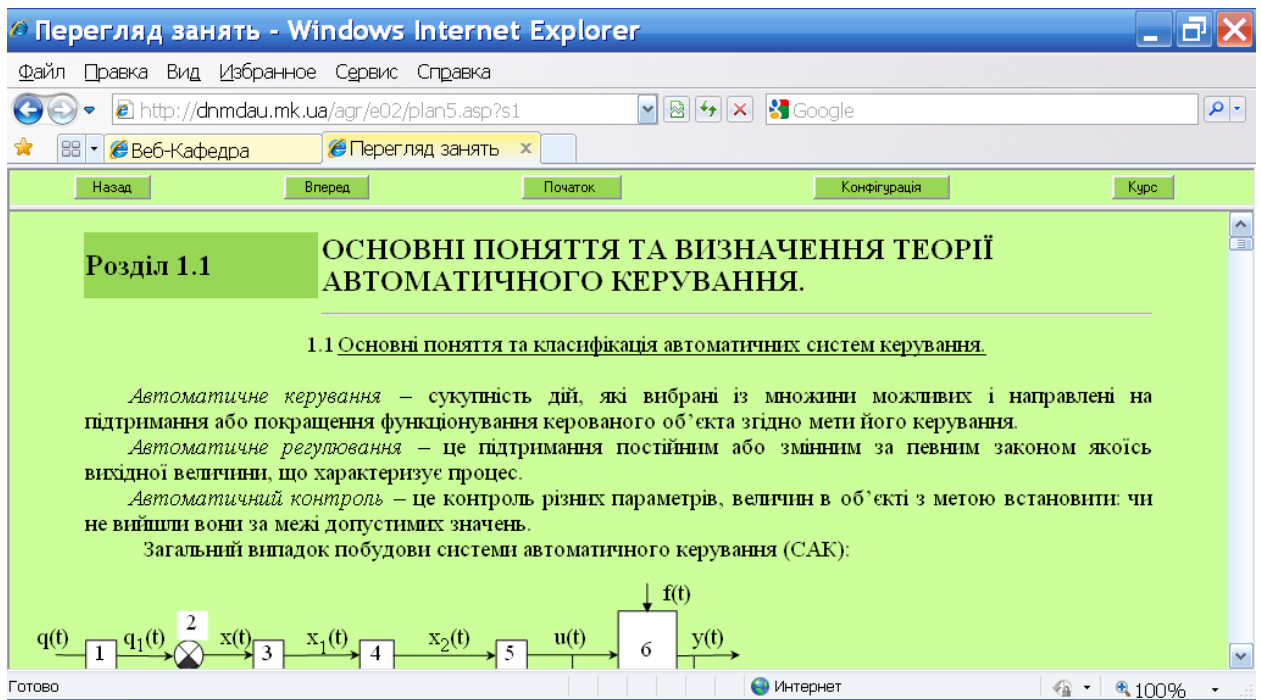 Перегляд занять - Windows Internet Explorer
Файл Правка Вид Избранное Сервис Справка
http://dnmdau.mk.ua/agr/e02/plan5.asp?s1 Google
Веб-Кафедра Перегляд занять x
Назад Вперед Початок Конфігурація Курс
Розділ 1.1
ОСНОВНІ ПОНЯТТЯ ТА ВИЗНАЧЕННЯ ТЕОРІЇ
АВТОМАТИЧНОГО КЕРУВАННЯ.
1.1 Основні поняття та класифікація автоматичних систем керування.
Автоматичне керування – сукупність дій, які вибрані із множини можливих і направлені на
підтримання або покращення функціонування керованого об’єкта згідно мети його керування.
Автоматичне регулювання – це підтримання постійним або змінним за певним законом якоїсь
вихідної величини, що характеризує процес.
Автоматичний контроль – це контроль різних параметрів, величин в об’єкті з метою встановити: чи
не вийшли вони за межі допустимих значень.
Загальний випадок побудови системи автоматичного керування (САК):
f(t)
q(t) 1 q1(t) 2 x(t) 3 x1(t) 4 x2(t) 5 u(t) 6 y(t)
Готово Интернет 100%